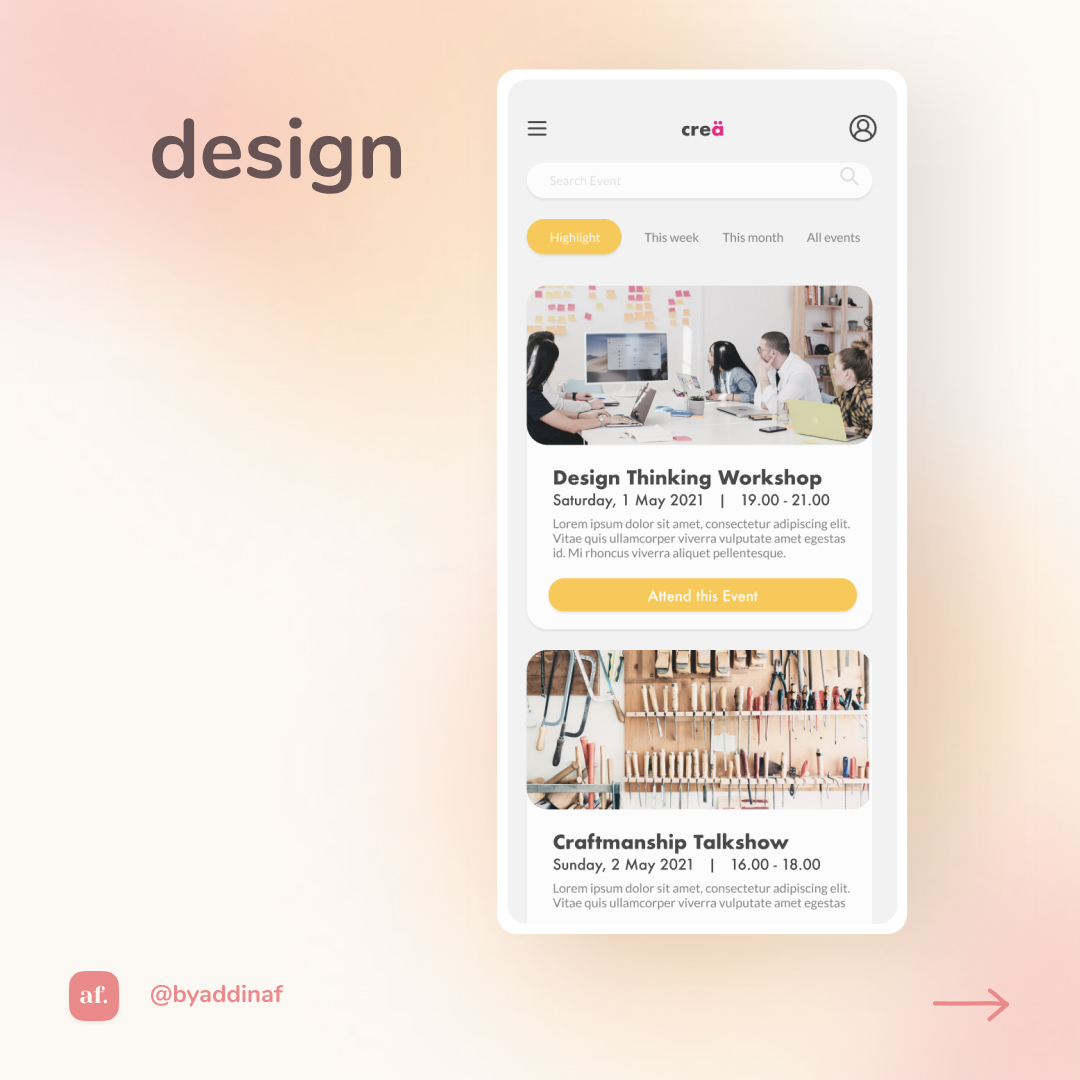 design
creä
Search Event
Highlight This week This month All events
Design Thinking Workshop
Saturday, 1 May 2021 | 19.00 - 21.00
Lorem ipsum dolor sit amet, consectetur adipiscing elit.
Vitae quis ullamcorper viverra vulputate amet egestas
id. Mi rhoncus viverra aliquet pellentesque.
Attend this Event
Craftmanship Talkshow
Sunday, 2 May 2021 | 16.00 - 18.00
Lorem ipsum dolor sit amet, consectetur adipiscing elit.
Vitae quis ullamcorper viverra vulputate amet egestas
af.
@byaddinaf